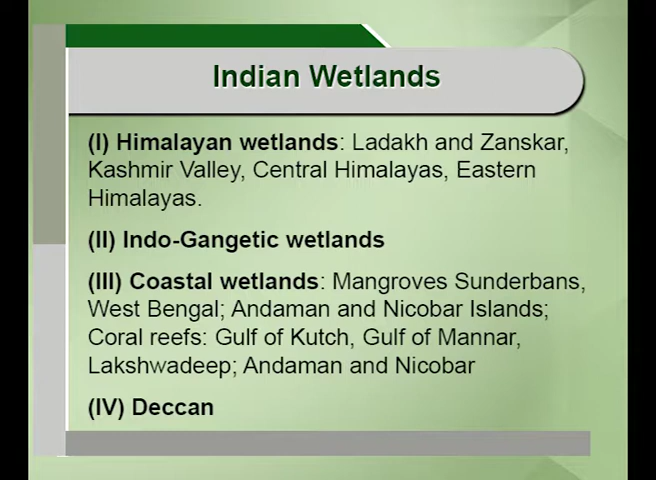 Indian Wetlands
(I) Himalayan wetlands: Ladakh and Zanskar,
Kashmir Valley, Central Himalayas, Eastern
Himalayas.
(II) Indo-Gangetic wetlands
(III) Coastal wetlands: Mangroves Sunderbans,
West Bengal; Andaman and Nicobar Islands;
Coral reefs: Gulf of Kutch, Gulf of Mannar,
Lakshwadeep; Andaman and Nicobar
(IV) Deccan